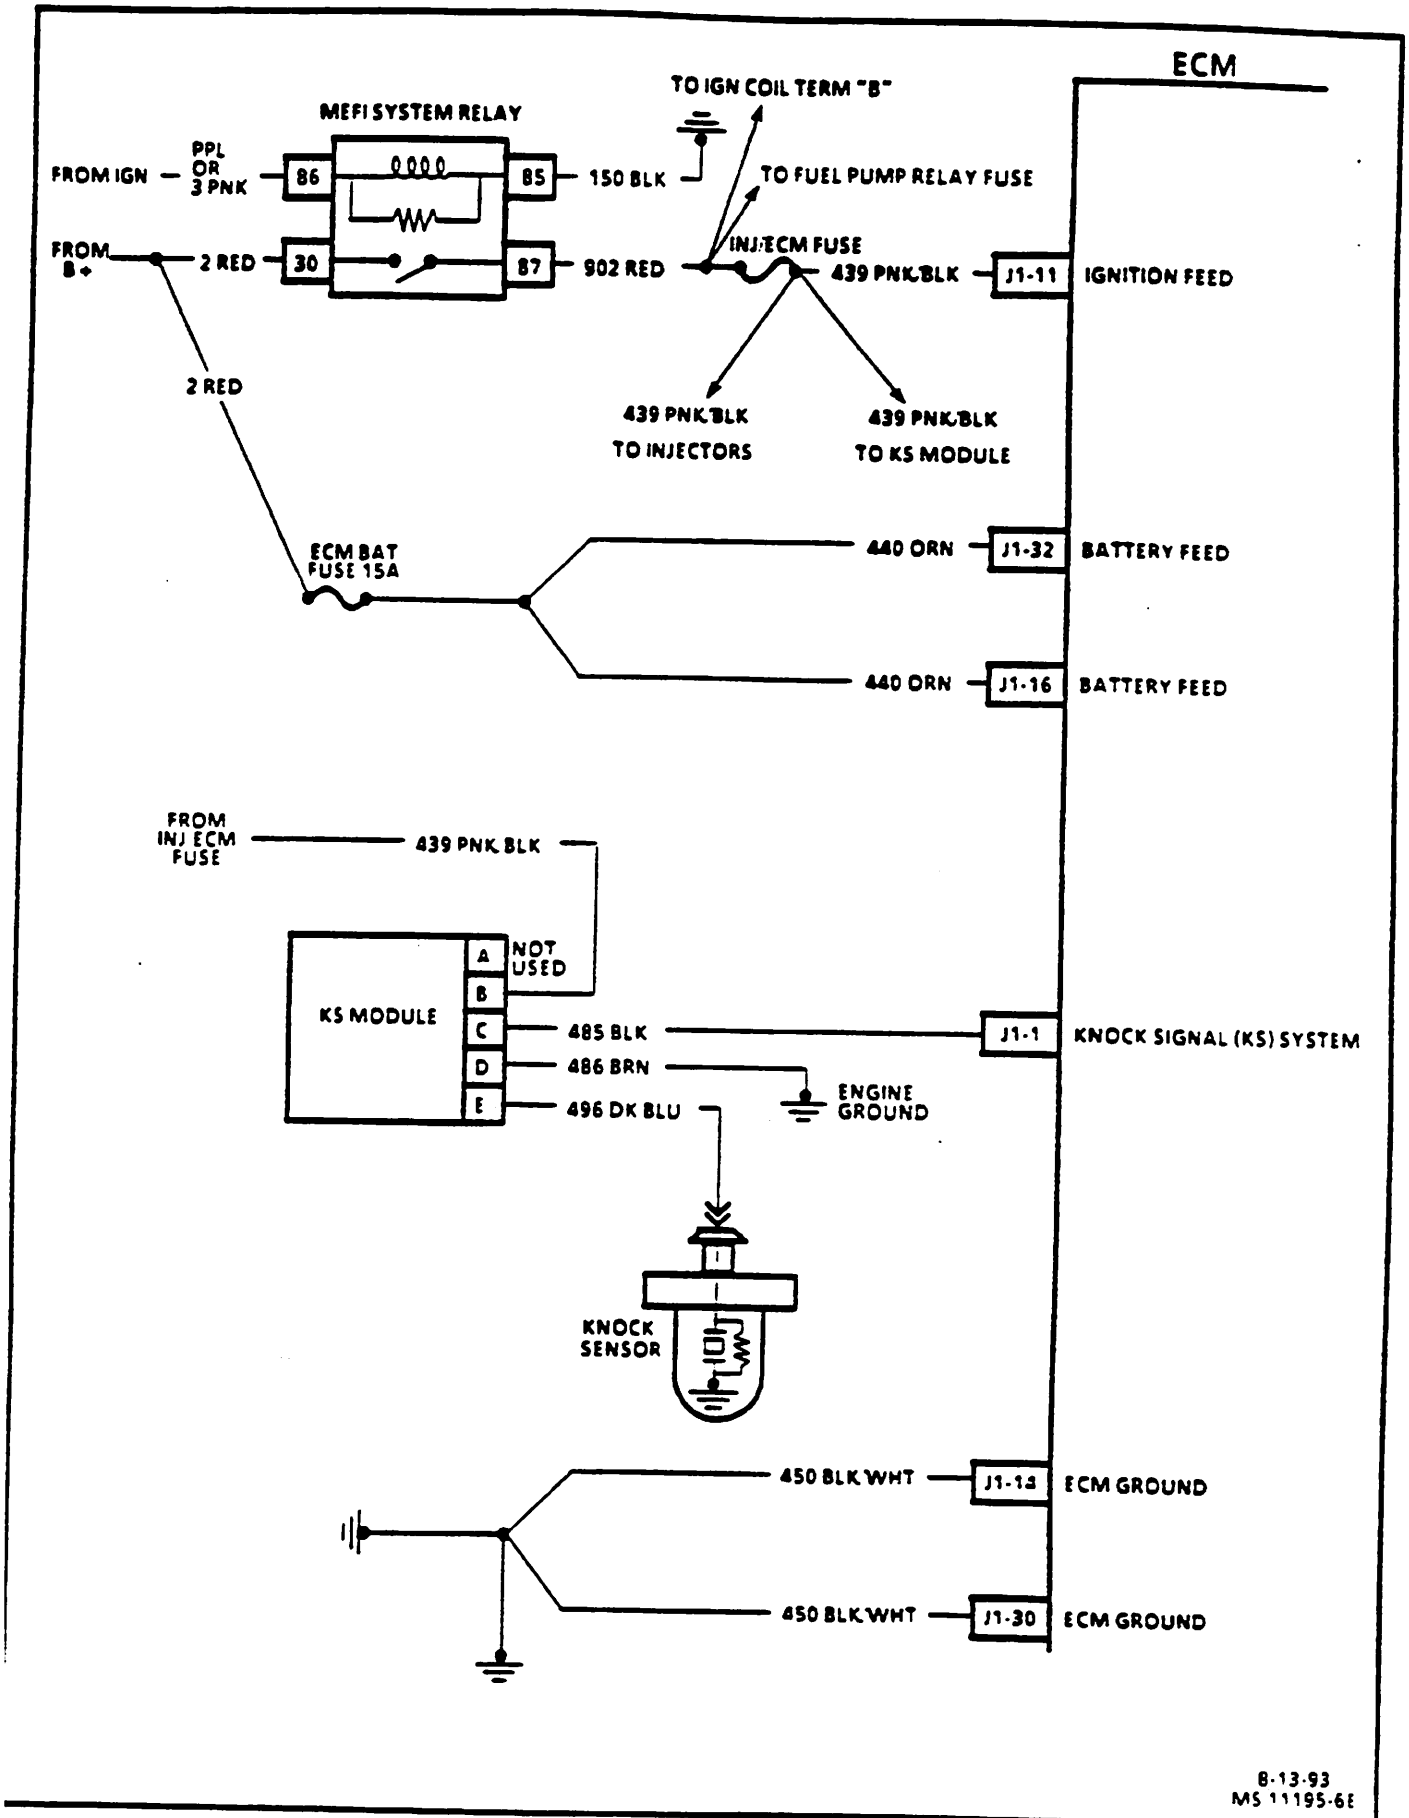 ECM
TO IGN COIL TERM "B"
MEFI SYSTEM RELAY
FROM IGN
PPL
OR
3 PNK
86
85
150 BLK
TO FUEL PUMP RELAY FUSE
FROM
B+
2 RED
30
87
902 RED
INJ/ECM FUSE
439 PNK/BLK
J1-11
IGNITION FEED
2 RED
439 PNK/BLK
TO INJECTORS
439 PNK/BLK
TO KS MODULE
ECM BAT
FUSE 15A
440 ORN
J1-32
BATTERY FEED
440 ORN
J1-16
BATTERY FEED
FROM
INJ ECM
FUSE
439 PNK BLK
KS MODULE
A
NOT
USED
B
C
485 BLK
J1-1
KNOCK SIGNAL (KS) SYSTEM
D
486 BRN
ENGINE
GROUND
E
496 DK BLU
KNOCK
SENSOR
450 BLK WHT
J1-14
ECM GROUND
450 BLK WHT
J1-30
ECM GROUND
8-13-93
MS 11195-6E